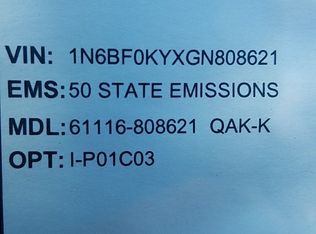 VIN: 1N6BF0KYXGN808621
EMS: 50 STATE EMISSIONS
MDL: 61116-808621 QAK-K
OPT: I-P01C03